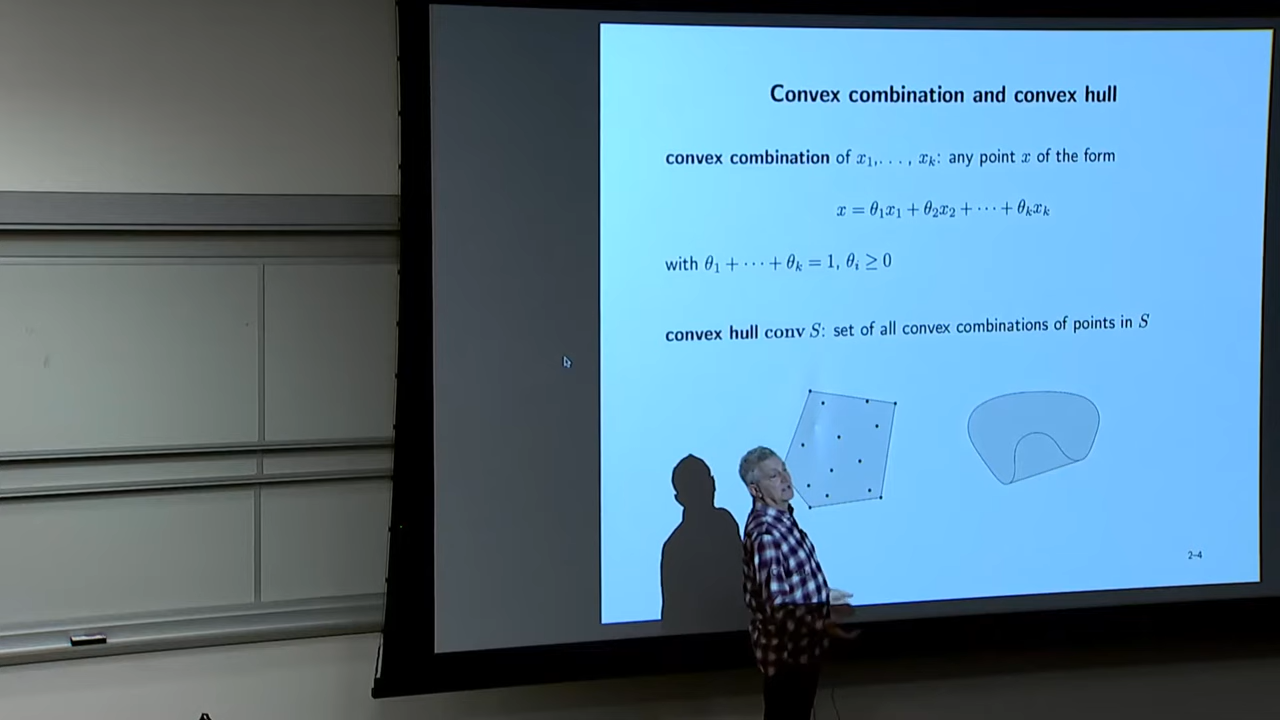 Convex combination and convex hull
convex combination of x₁,. . . , xₖ: any point x of the form
x = θ₁x₁ + θ₂x₂ + ⋯ + θₖxₖ
with θ₁ + ⋯ + θₖ = 1, θᵢ ≥ 0
convex hull conv S: set of all convex combinations of points in S
2–4